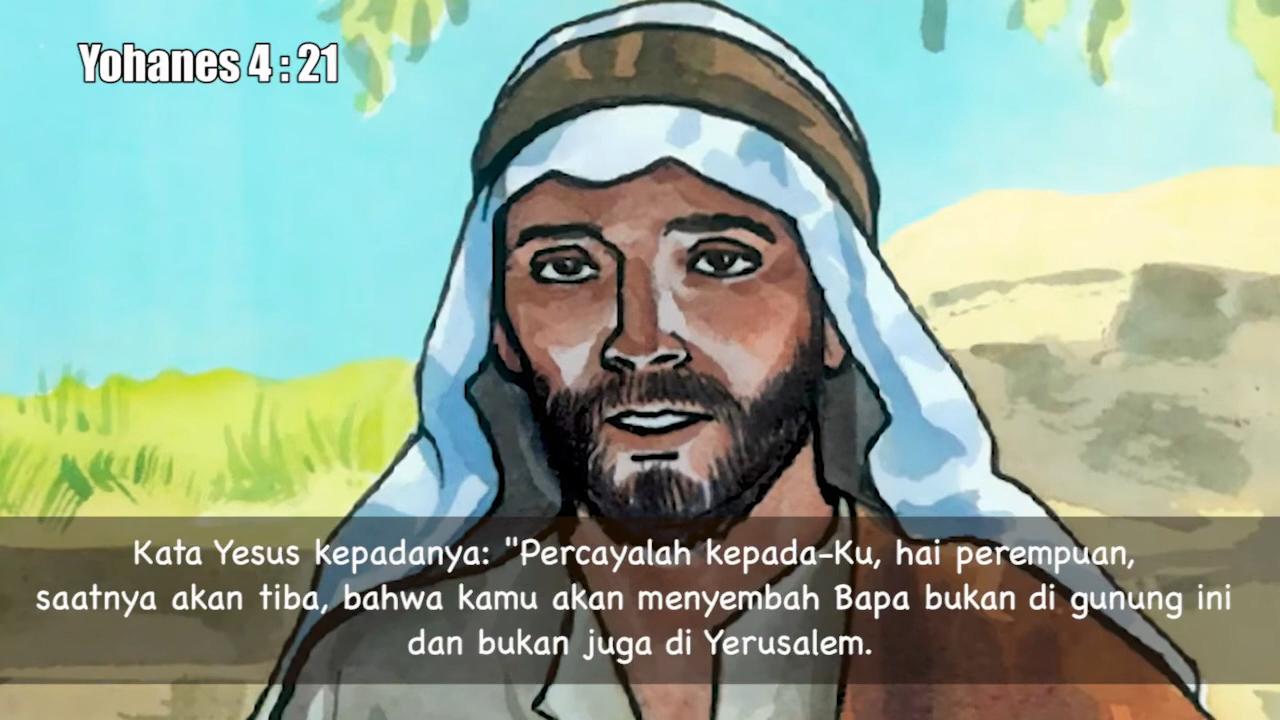 Yohanes 4 : 21
Kata Yesus kepadanya: "Percayalah kepada-Ku, hai perempuan,
saatnya akan tiba, bahwa kamu akan menyembah Bapa bukan di gunung ini
dan bukan juga di Yerusalem.